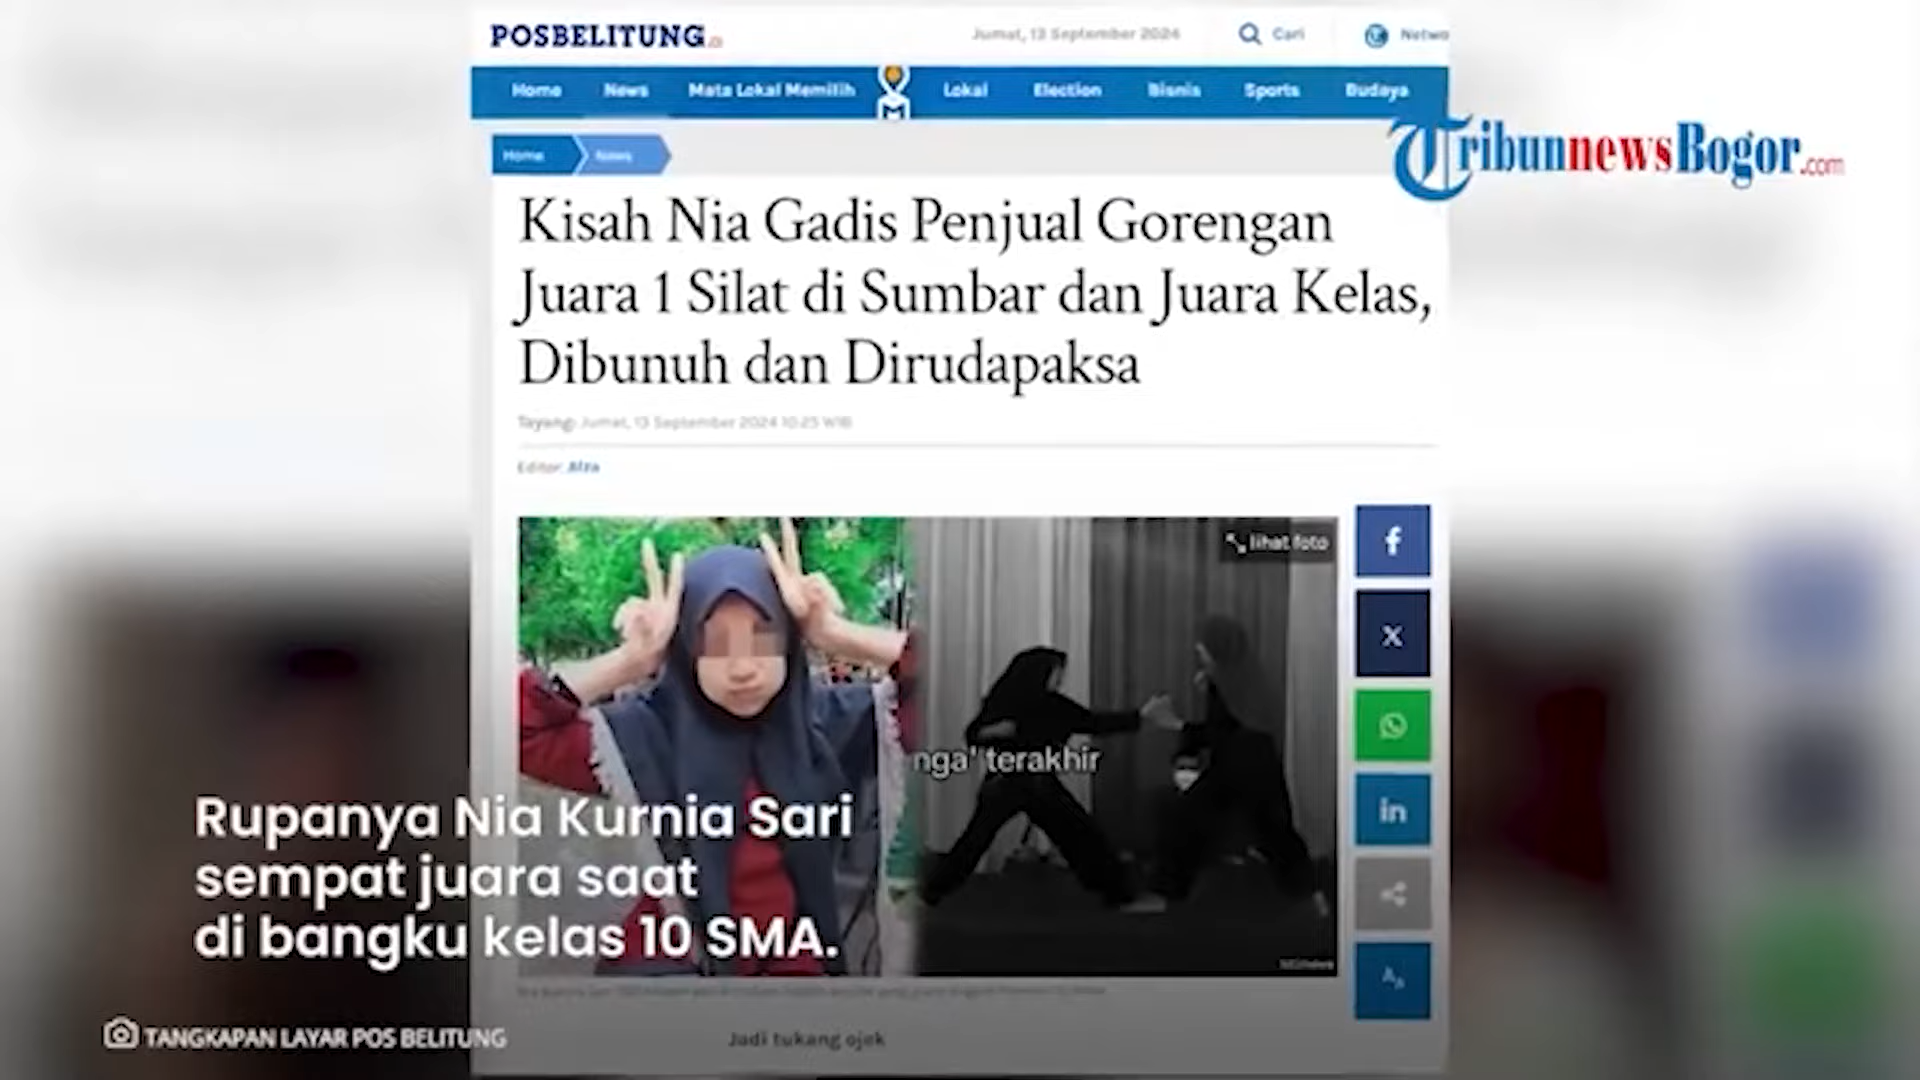 POSBELITUNG.co
Jumat, 13 September 2024
Cari
Netwo
Home
News
Mata Lokal Memilih
Lokal
Election
Bisnis
Sports
Budaya
TribunnewsBogor.com
Home
News
Kisah Nia Gadis Penjual Gorengan
Juara 1 Silat di Sumbar dan Juara Kelas,
Dibunuh dan Dirudapaksa
Tayang: Jumat, 13 September 2024 10:25 WIB
Editor: Alza
lihat foto
nga' terakhir
Rupanya Nia Kurnia Sari
sempat juara saat
di bangku kelas 10 SMA.
TANGKAPAN LAYAR POS BELITUNG
Jadi tukang ojek